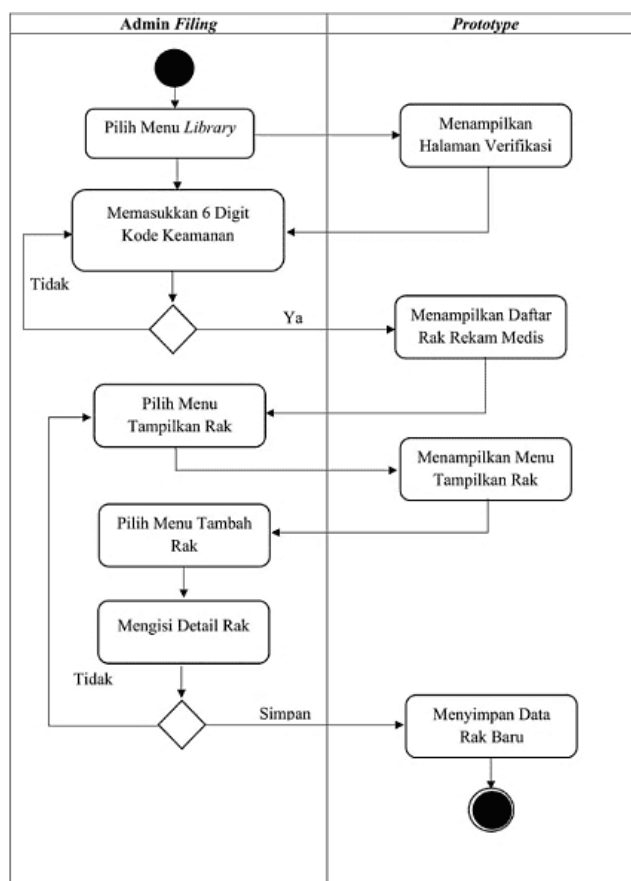 Admin Filing
Prototype
Pilih Menu Library
Menampilkan
Halaman Verifikasi
Memasukkan 6 Digit
Kode Keamanan
Tidak
Ya
Menampilkan Daftar
Rak Rekam Medis
Pilih Menu
Tampilkan Rak
Menampilkan Menu
Tampilkan Rak
Pilih Menu Tambah
Rak
Mengisi Detail Rak
Tidak
Simpan
Menyimpan Data
Rak Baru